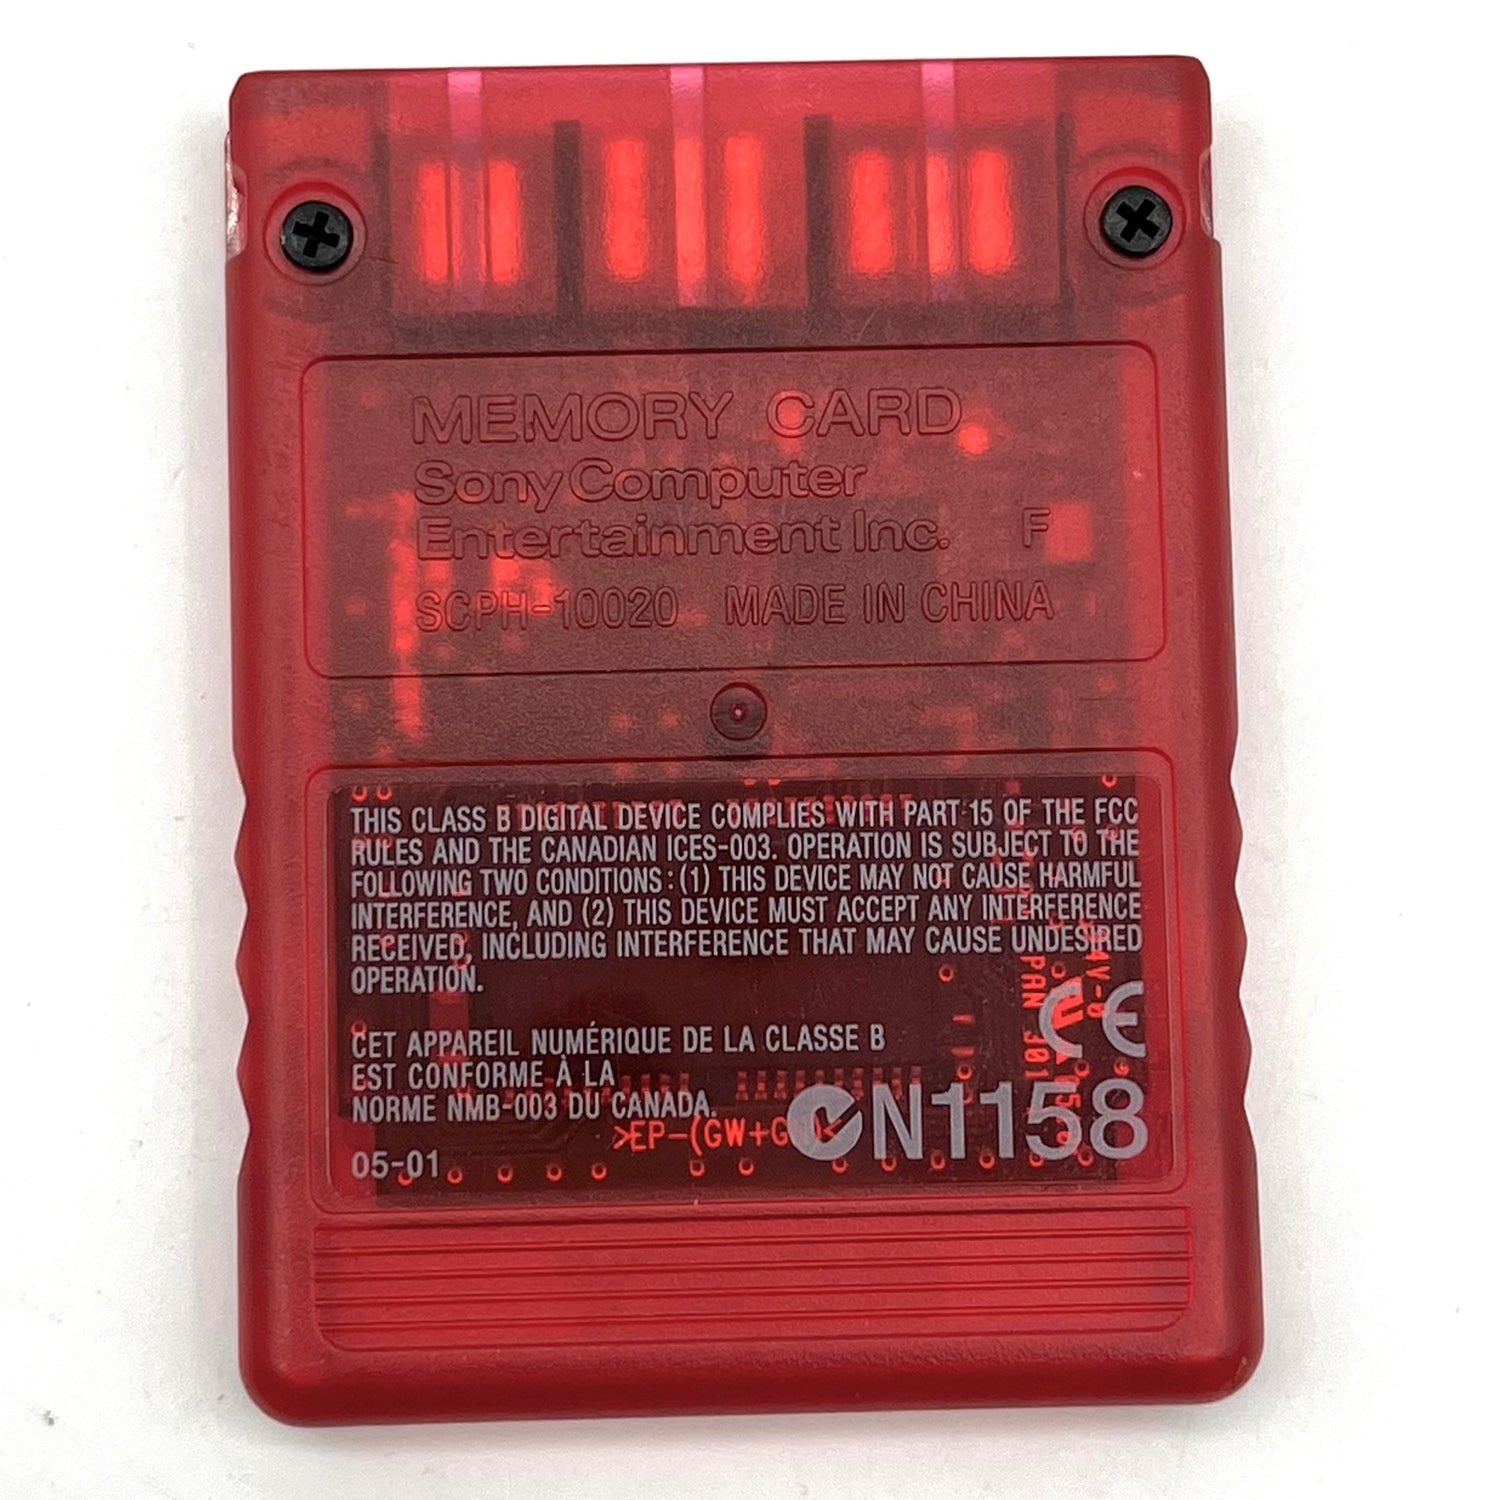 MEMORY CARD
Sony Computer
Entertainment Inc. F
SCPH-10020 MADE IN CHINA
THIS CLASS B DIGITAL DEVICE COMPLIES WITH PART 15 OF THE FCC
RULES AND THE CANADIAN ICES-003. OPERATION IS SUBJECT TO THE
FOLLOWING TWO CONDITIONS : (1) THIS DEVICE MAY NOT CAUSE HARMFUL
INTERFERENCE, AND (2) THIS DEVICE MUST ACCEPT ANY INTERFERENCE
RECEIVED, INCLUDING INTERFERENCE THAT MAY CAUSE UNDESIRED
OPERATION.
CET APPAREIL NUMÉRIQUE DE LA CLASSE B
EST CONFORME À LA
NORME NMB-003 DU CANADA.
05-01
CE
N1158
>EP-(GW+G